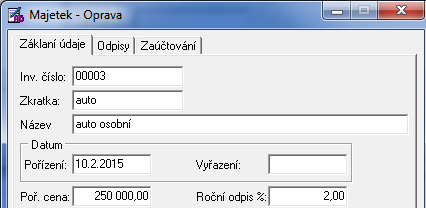 Majetek - Oprava
Základní údaje Odpisy Zaúčtování
Inv. číslo: 00003
Zkratka: auto
Název auto osobní
Datum
Pořízení: 10.2.2015 Vyřazení:
Poř. cena: 250 000,00 Roční odpis %: 2,00